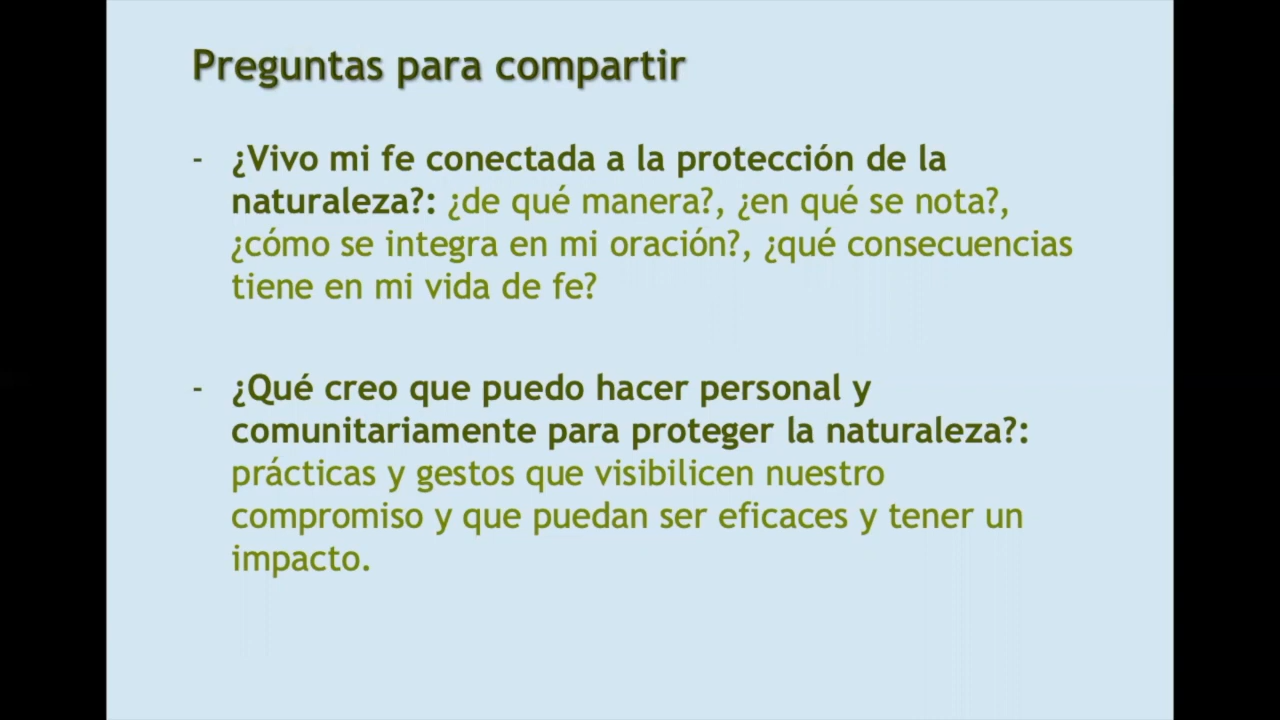 Preguntas para compartir
- ¿Vivo mi fe conectada a la protección de la
naturaleza?: ¿de qué manera?, ¿en qué se nota?,
¿cómo se integra en mi oración?, ¿qué consecuencias
tiene en mi vida de fe?
- ¿Qué creo que puedo hacer personal y
comunitariamente para proteger la naturaleza?:
prácticas y gestos que visibilicen nuestro
compromiso y que puedan ser eficaces y tener un
impacto.